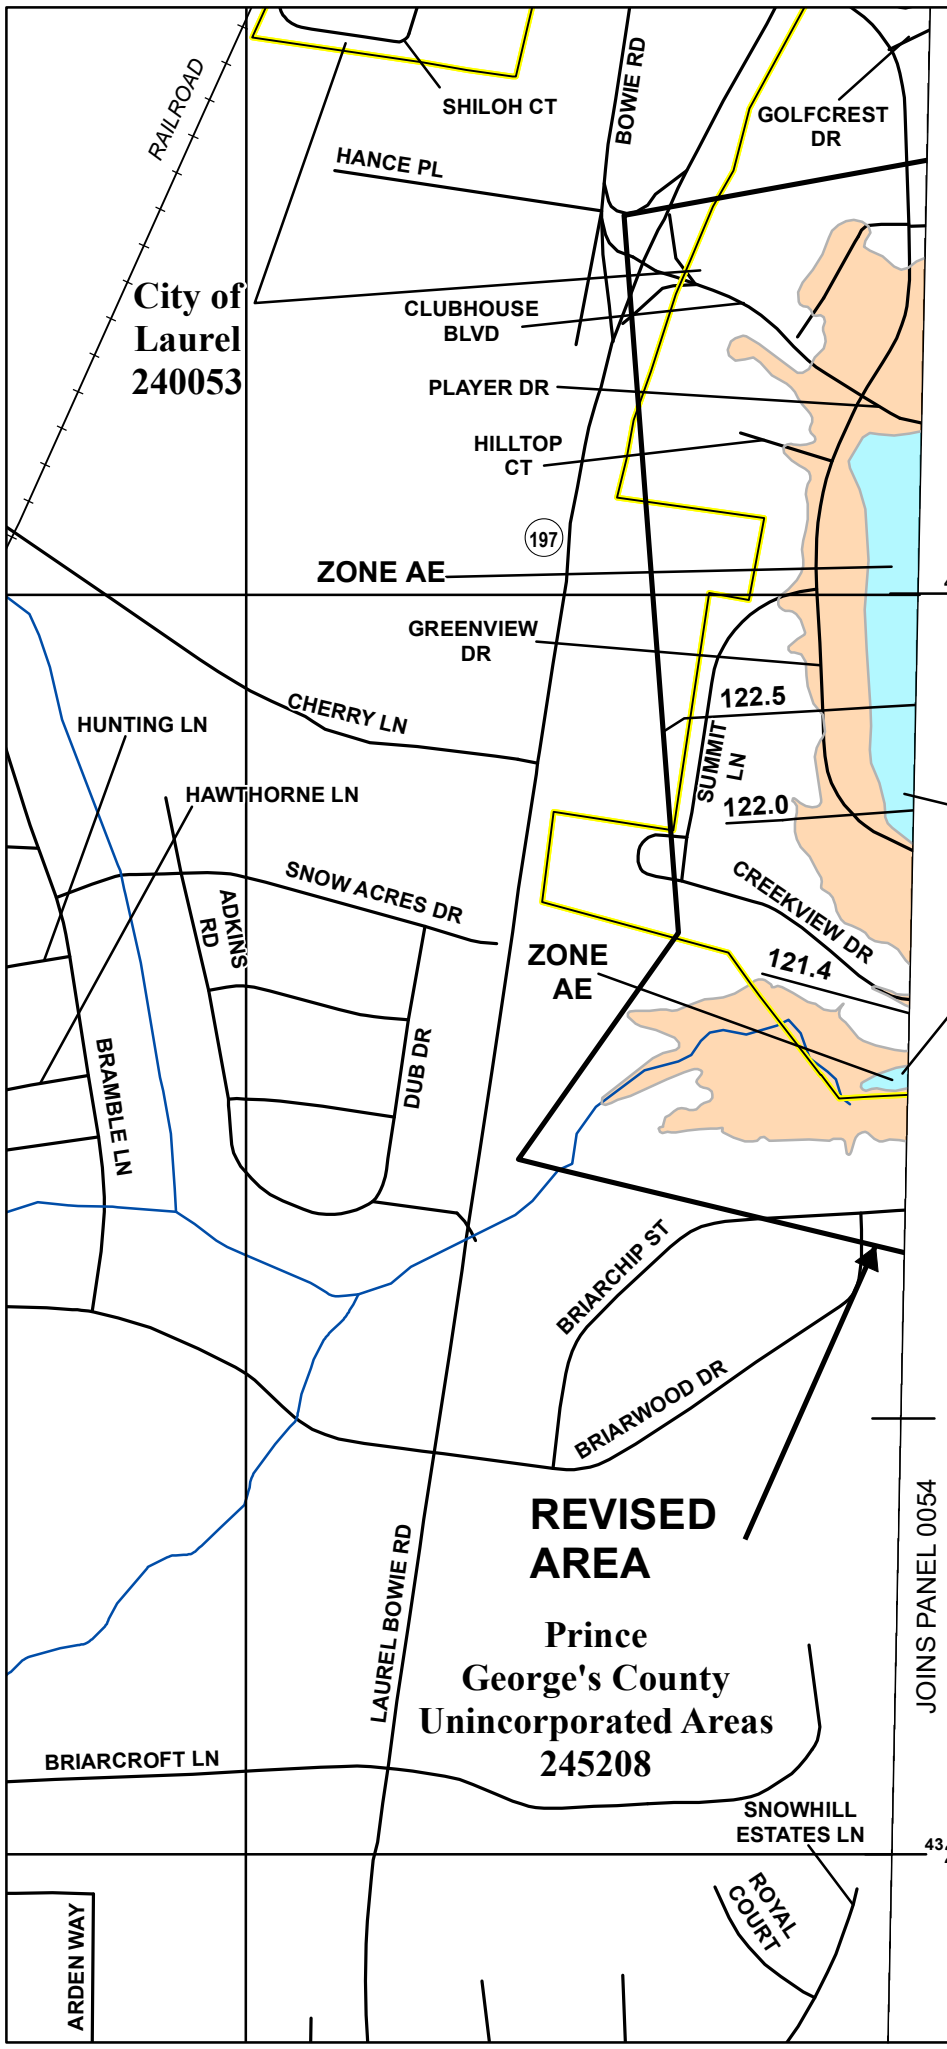 SHILOH CT
BOWIE RD
GOLFCREST
DR
RAILROAD
HANCE PL
City of
Laurel
240053
CLUBHOUSE
BLVD
PLAYER DR
HILLTOP
CT
197
ZONE AE
GREENVIEW
DR
122.5
SUMMIT
LN
CHERRY LN
HUNTING LN
HAWTHORNE LN
122.0
SNOW ACRES DR
ADKINS
RD
CREEKVIEW DR
ZONE
AE
121.4
BRAMBLE LN
DUB DR
BRIARCHIP ST
BRIARWOOD DR
REVISED
AREA
JOINS PANEL 0054
LAUREL BOWIE RD
Prince
George's County
Unincorporated Areas
245208
BRIARCROFT LN
SNOWHILL
ESTATES LN
43
ROYAL
COURT
ARDEN WAY